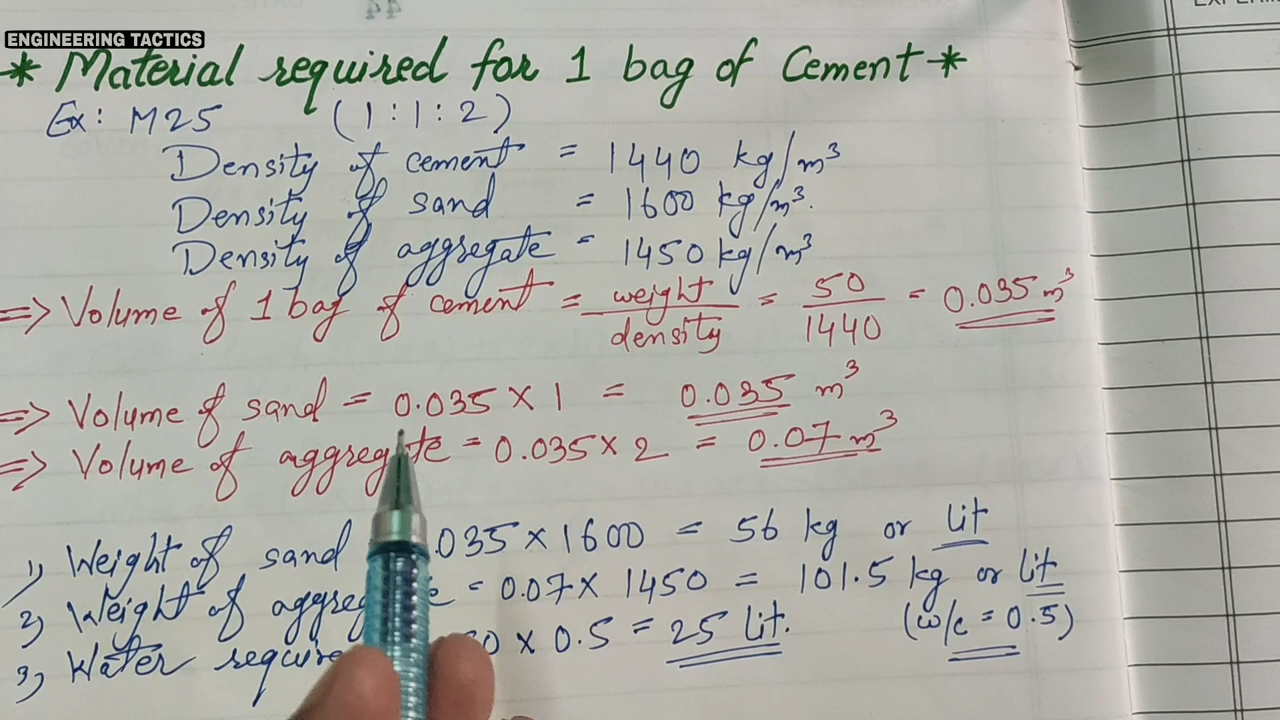 ENGINEERING TACTICS
* Material required for 1 bag of Cement *
Ex: M25 (1:1:2)
Density of cement = 1440 kg/m³
Density of sand = 1600 kg/m³.
Density of aggregate = 1450 kg/m³
=> Volume of 1 bag of cement = weight/density = 50/1440 = 0.035 m³
=> Volume of sand = 0.035 × 1 = 0.035 m³
=> Volume of aggregate = 0.035 × 2 = 0.07 m³
1) Weight of sand .035 × 1600 = 56 kg or lit
2) Weight of = 0.07 × 1450 = 101.5 kg or lit
3) Water 0 × 0.5 = 25 lit. (w/c = 0.5)